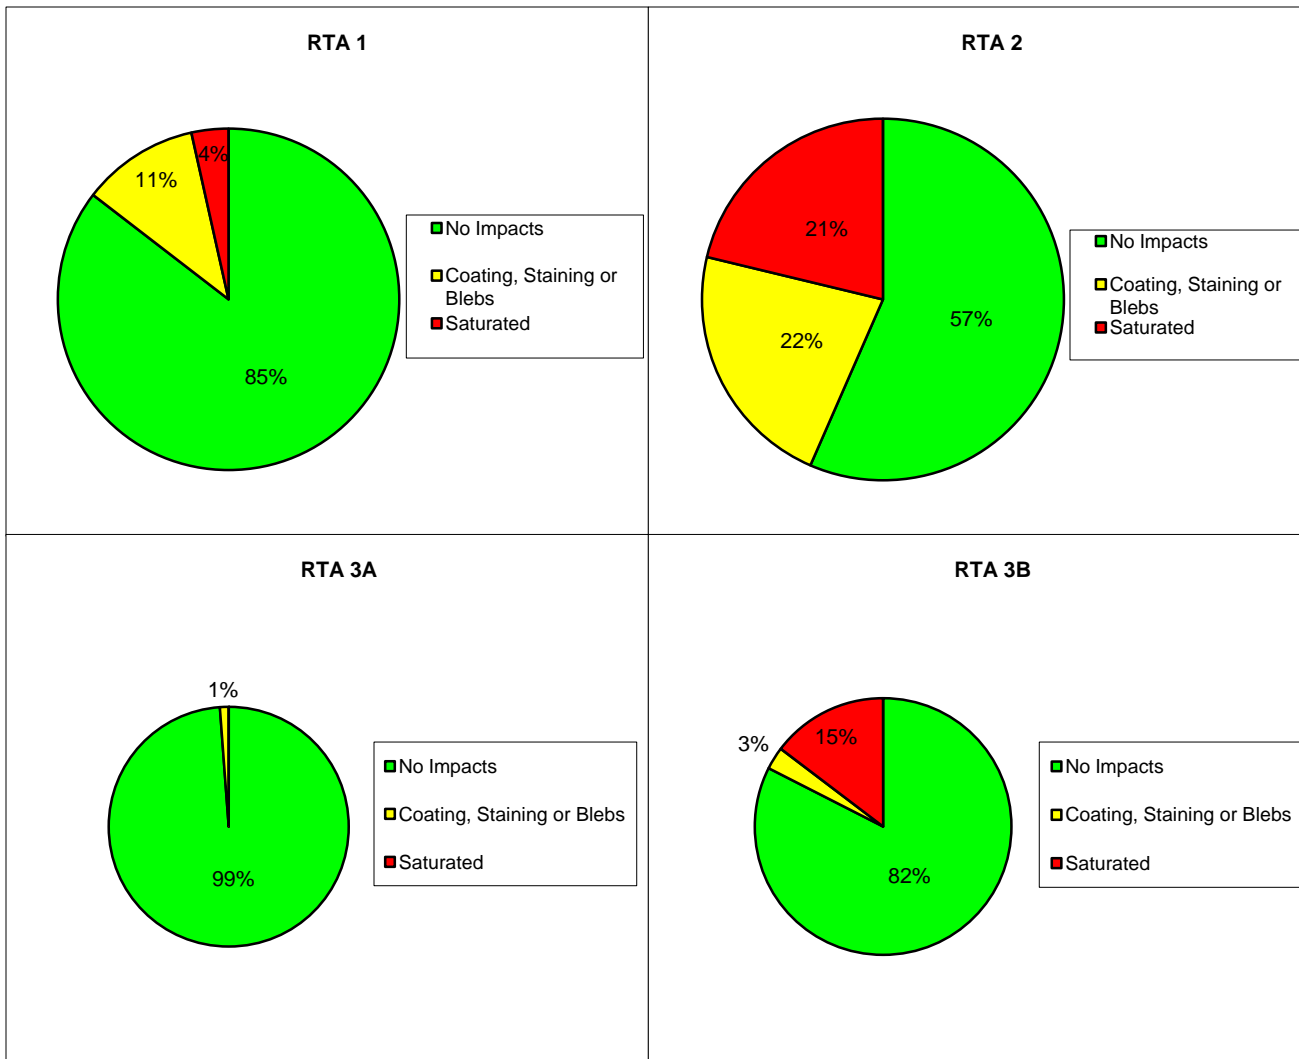 RTA 1
4%
11%
85%
No Impacts
Coating, Staining or
Blebs
Saturated
RTA 2
21%
22%
57%
No Impacts
Coating, Staining or
Blebs
Saturated
RTA 3A
1%
99%
No Impacts
Coating, Staining or Blebs
Saturated
RTA 3B
3%
15%
82%
No Impacts
Coating, Staining or Blebs
Saturated